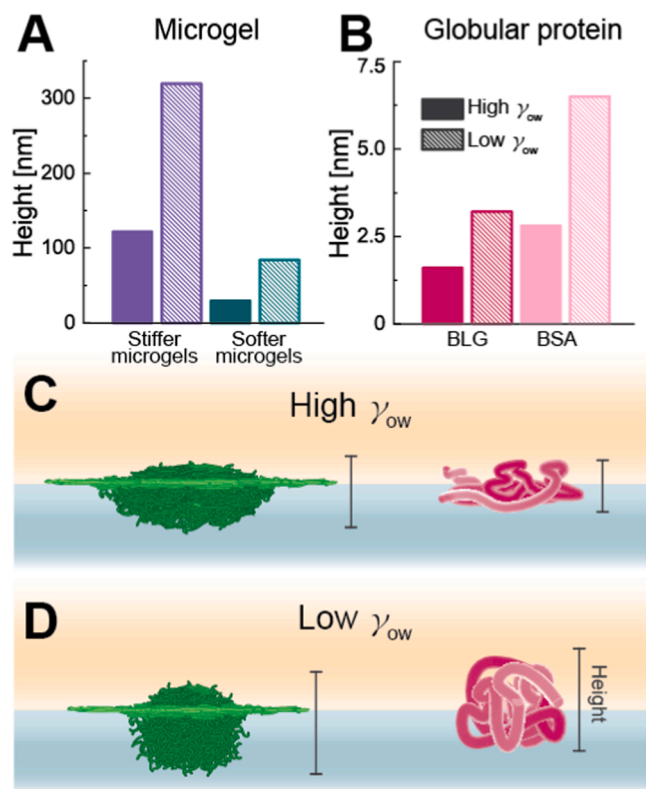 A
Microgel
Height [nm]
300
200
100
0
Stiffer
microgels
Softer
microgels
B
Globular protein
Height [nm]
7.5
5.0
2.5
0
High γow
Low γow
BLG
BSA
C
High γow
D
Low γow
Height